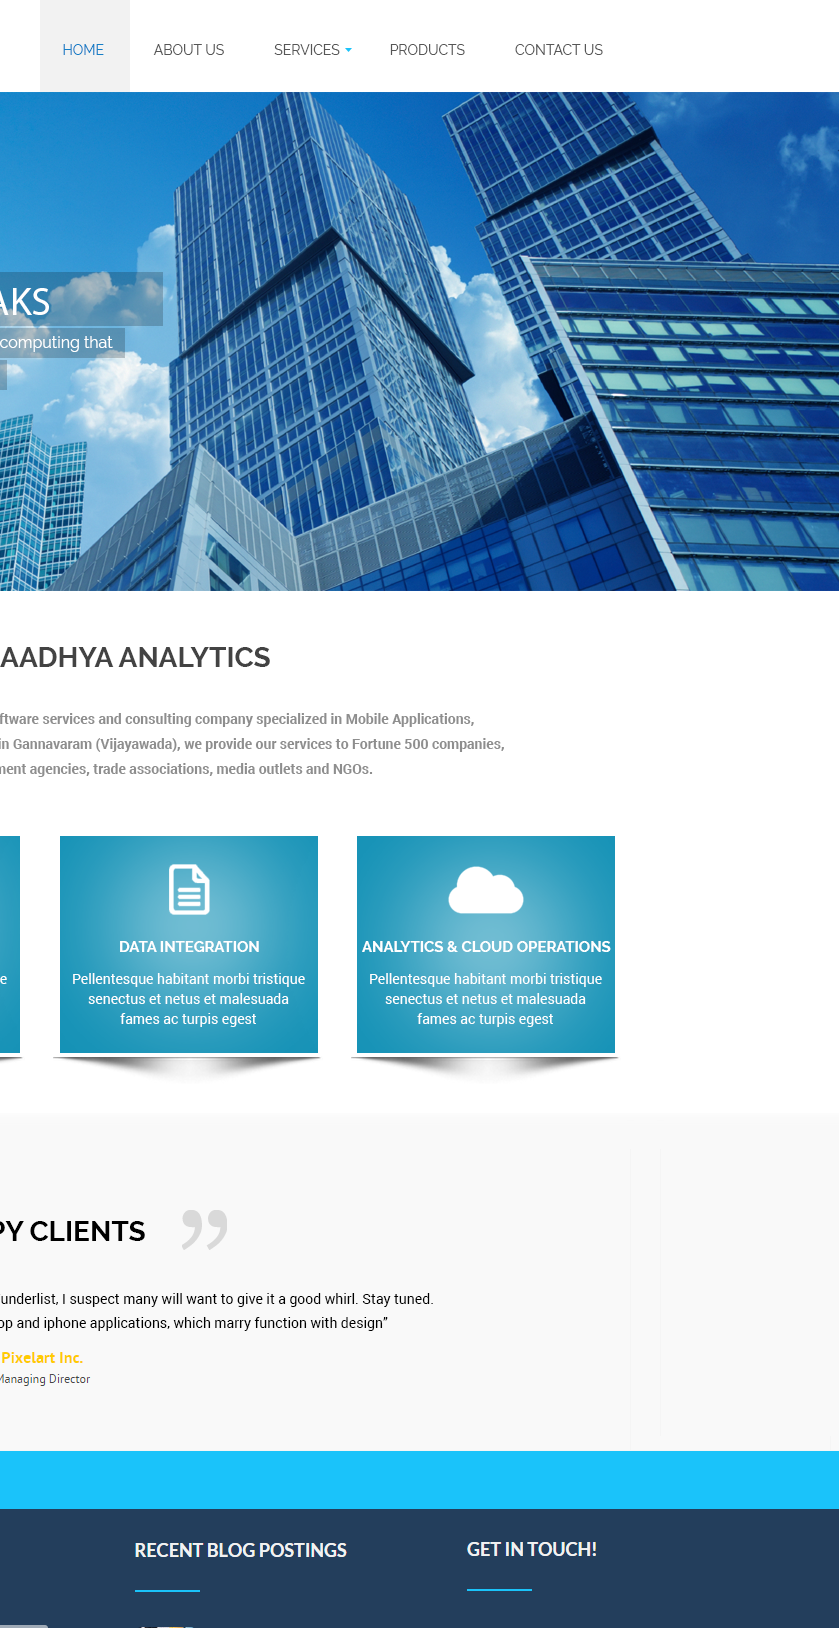 HOME ABOUT US SERVICES PRODUCTS CONTACT US
AKS
computing that
AADHYA ANALYTICS
ftware services and consulting company specialized in Mobile Applications,
in Gannavaram (Vijayawada), we provide our services to Fortune 500 companies,
ment agencies, trade associations, media outlets and NGOs.
DATA INTEGRATION
Pellentesque habitant morbi tristique
senectus et netus et malesuada
fames ac turpis egest
ANALYTICS & CLOUD OPERATIONS
Pellentesque habitant morbi tristique
senectus et netus et malesuada
fames ac turpis egest
e
PY CLIENTS ”
underlist, I suspect many will want to give it a good whirl. Stay tuned.
op and iphone applications, which marry function with design”
Pixelart Inc.
Managing Director
RECENT BLOG POSTINGS
GET IN TOUCH!